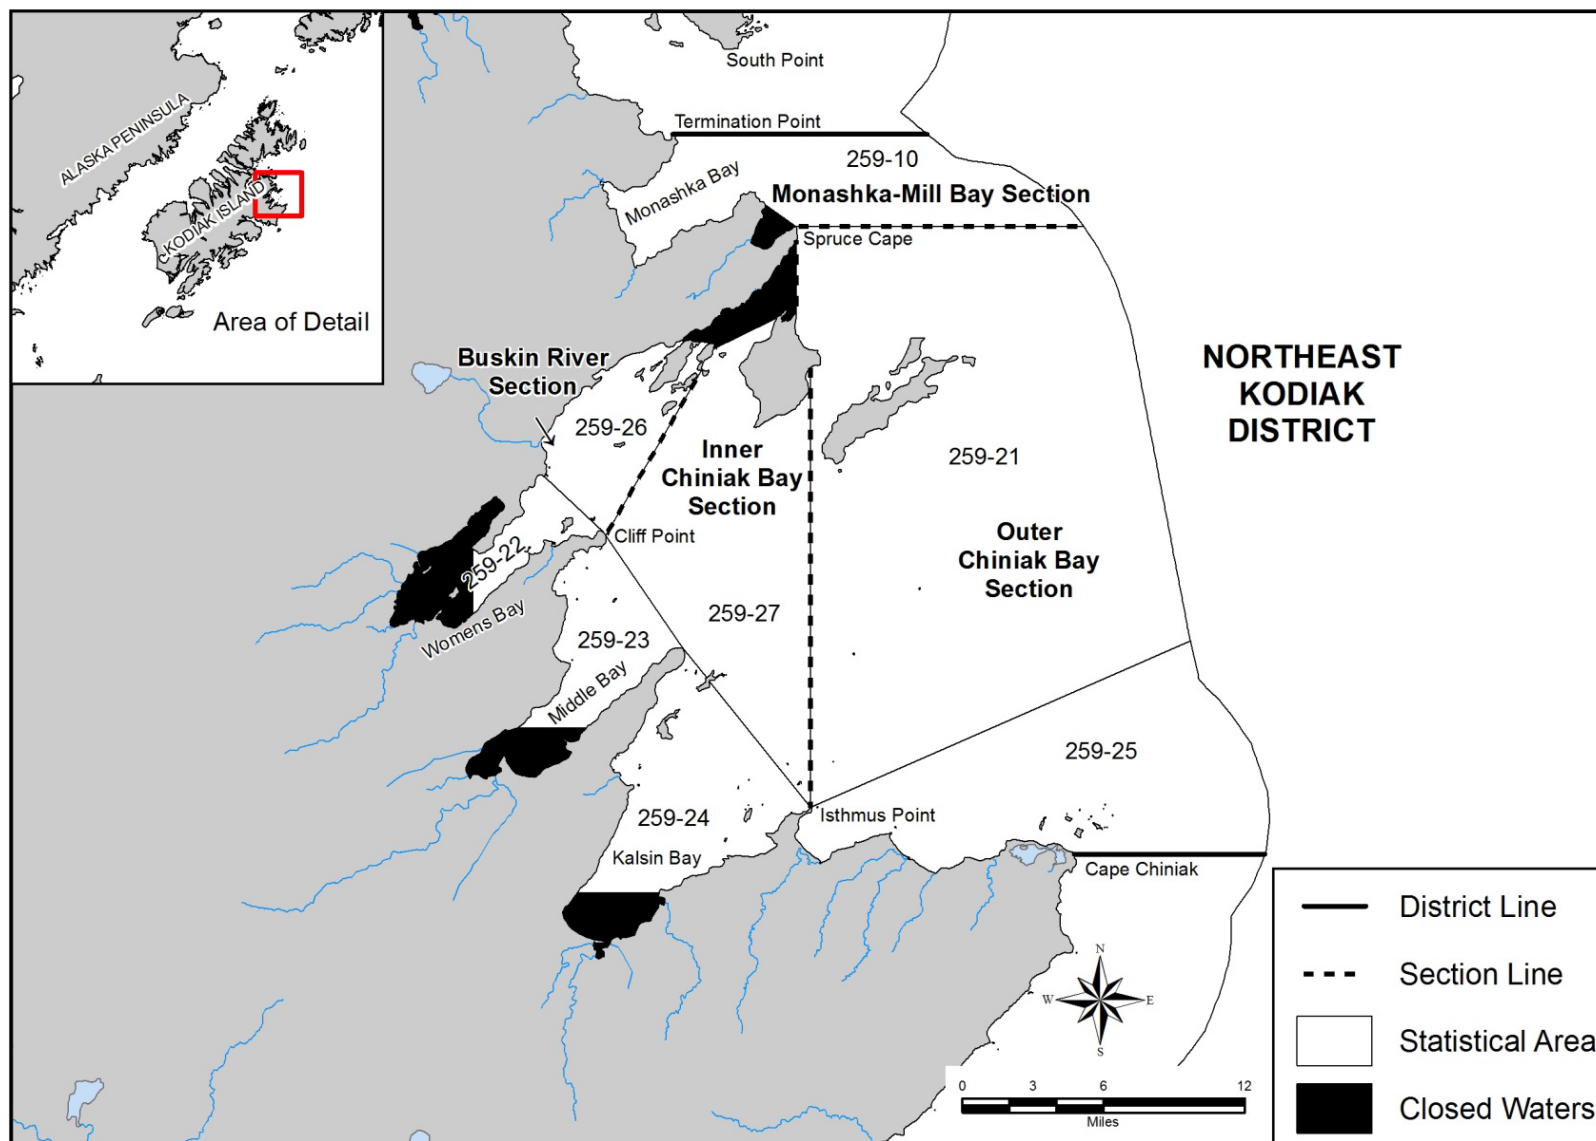 South Point
Termination Point
259-10
Monashka Bay
Monashka-Mill Bay Section
Spruce Cape
ALASKA PENINSULA
KODIAK ISLAND
Area of Detail
Buskin River
Section
259-26
Inner
Chiniak Bay
Section
259-21
NORTHEAST
KODIAK
DISTRICT
Outer
Chiniak Bay
Section
Cliff Point
259-22
Womens Bay
259-23
259-27
Middle Bay
259-25
259-24
Isthmus Point
Kalsin Bay
Cape Chiniak
N
W
E
S
0 3 6 12
Miles
District Line
Section Line
Statistical Area
Closed Waters